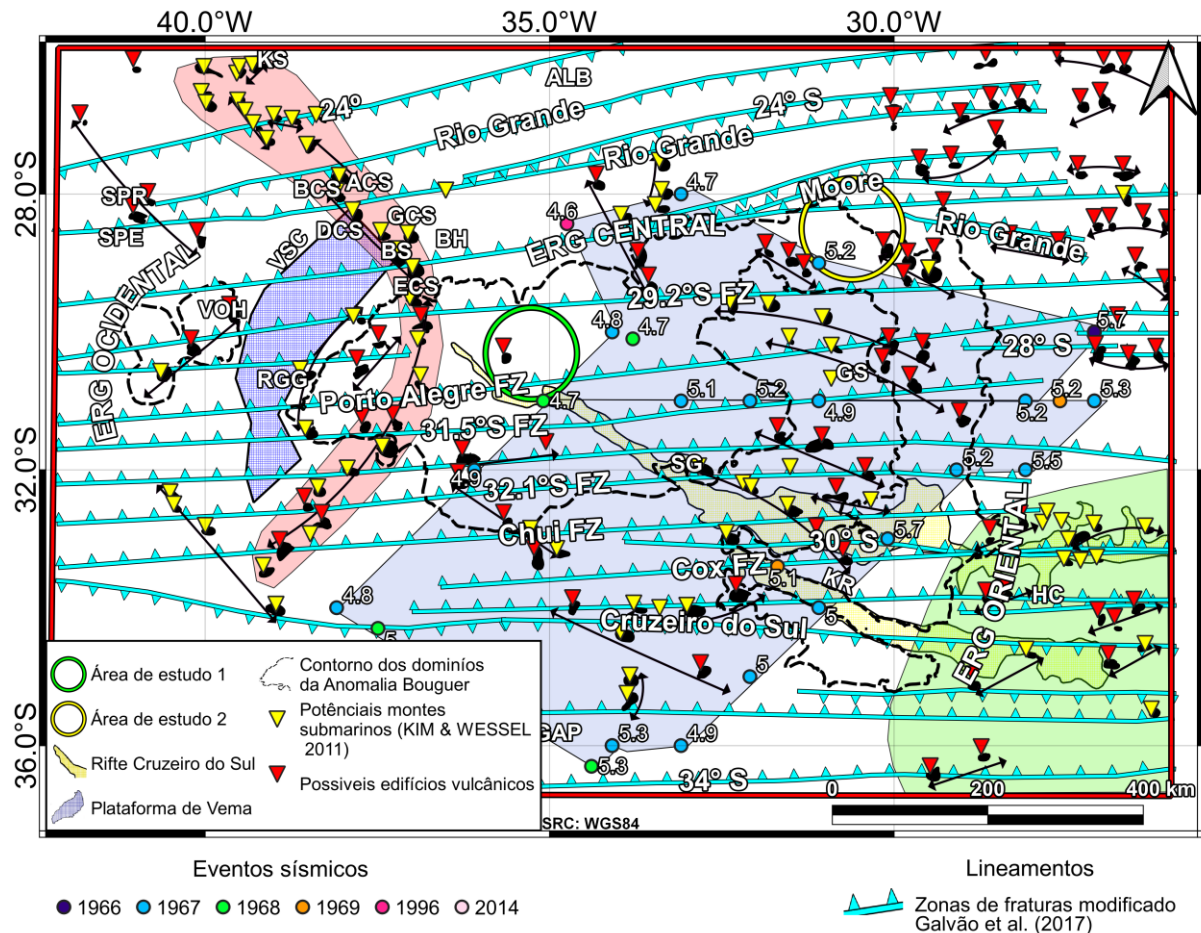 40.0°W
35.0°W
30.0°W
KS
ALB
24º
Rio Grande
24° S
28.0°S
Rio Grande
SPR
BCS
ACS
4.7
Moore
SPE
DCS
GCS
BS
BH
4.6
ERG CENTRAL
Rio Grande
VSC
5.2
ERG OCIDENTAL
VOH
ECS
29.2°S FZ
4.8
4.7
5.7
28° S
RGG
GS
Porto Alegre FZ
4.7
5.1
5.2
4.9
5.2
5.2
5.3
31.5°S FZ
32.0°S
4.9
SG
5.2
5.5
32.1°S FZ
Chui FZ
30° S
5.7
ERG ORIENTAL
Cox FZ
5.1
KR
HC
4.8
5
5
Cruzeiro do Sul
5
36.0°S
GAP
5.3
4.9
5.3
34° S
Área de estudo 1
Área de estudo 2
Rifte Cruzeiro do Sul
Plataforma de Vema
Contorno dos domínios
da Anomalia Bouguer
Potênciais montes
submarinos (KIM & WESSEL
2011)
Possiveis edifícios vulcânicos
SRC: WGS84
0
200
400 km
Eventos sísmicos
1966
1967
1968
1969
1996
2014
Lineamentos
Zonas de fraturas modificado
Galvão et al. (2017)